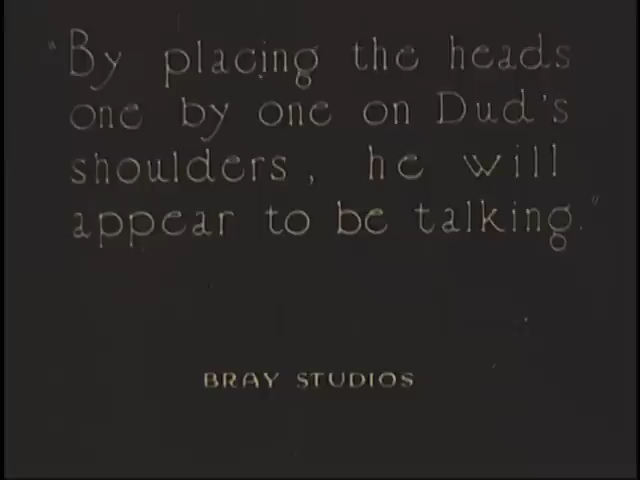 "By placing the heads
one by one on Dud's
shoulders, he will
appear to be talking."
BRAY STUDIOS